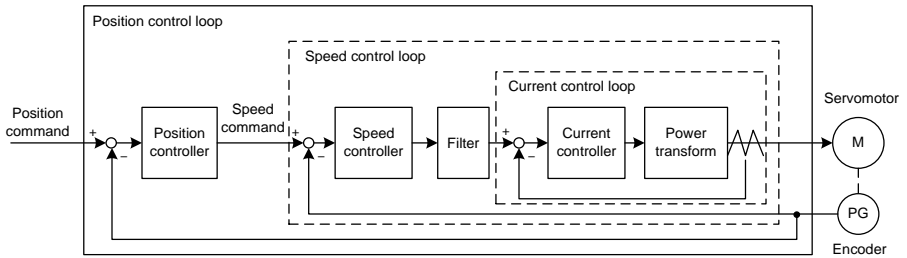 Position control loop
Speed control loop
Current control loop
Position
command
+
−
Position
controller
Speed
command
+
−
Speed
controller
Filter
+
−
Current
controller
Power
transform
Servomotor
M
PG
Encoder